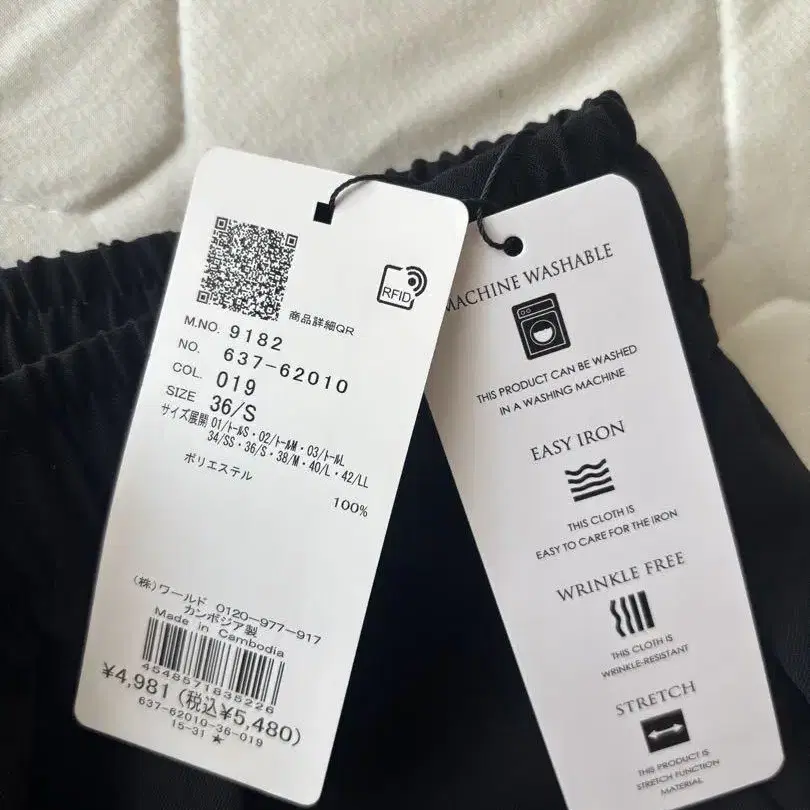 RFID
商品詳細QR
M.NO. 9182
NO. 637-62010
COL. 019
SIZE 36/S
サイズ展開 01/トールS・02/トールM・03/トールL
34/SS・36/S・38/M・40/L・42/LL
ポリエステル
100%
(株)ワールド 0120-977-917
カンボジア製
Made in Cambodia
4548571835226
¥4,981 (税込¥5,480)
637-62010-36-019
15-31 ★
MACHINE WASHABLE
THIS PRODUCT CAN BE WASHED
IN A WASHING MACHINE
EASY IRON
THIS CLOTH IS
EASY TO CARE FOR THE IRON
WRINKLE FREE
THIS CLOTH IS
WRINKLE-RESISTANT
STRETCH
THIS PRODUCT IS
STRETCH FUNCTION
MATERIAL